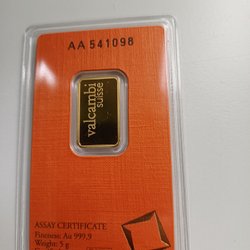 AA 541098
valcambi
suisse
ASSAY CERTIFICATE
Fineness: Au 999,9
Weight: 5 g